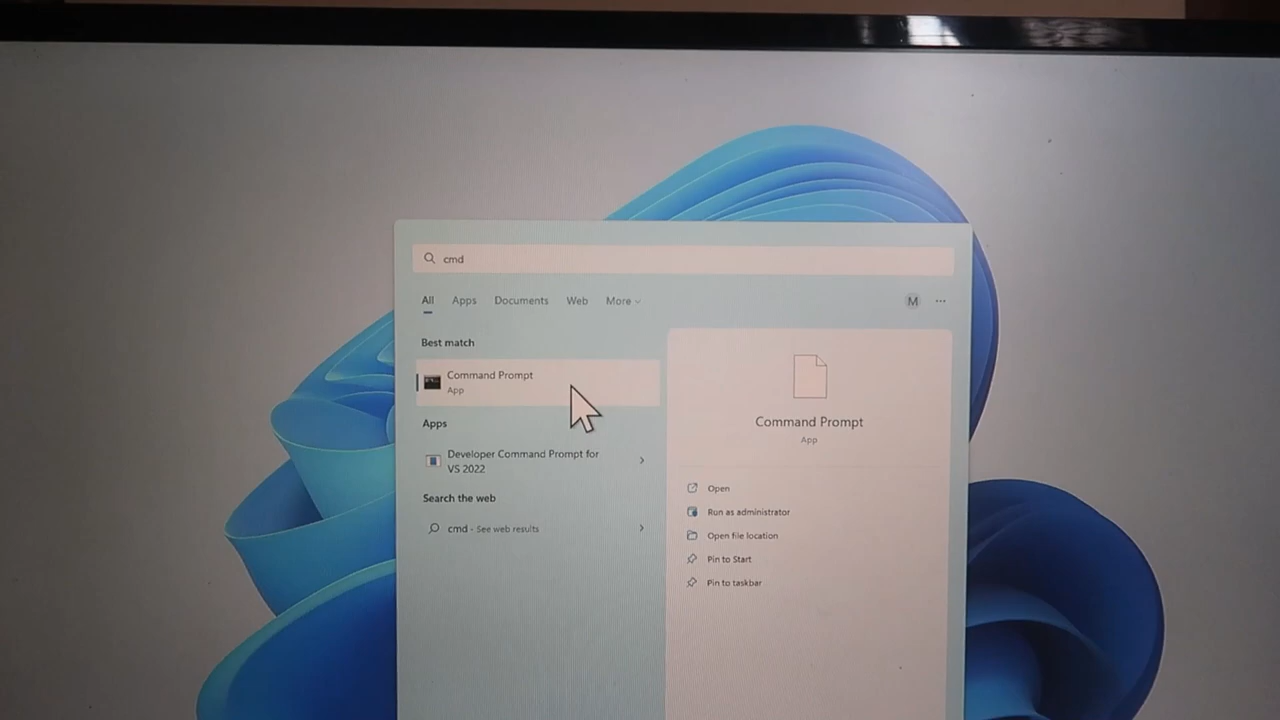 cmd
All Apps Documents Web More
M ...
Best match
Command Prompt
App
Apps
Developer Command Prompt for
VS 2022
Search the web
cmd - See web results
Command Prompt
App
Open
Run as administrator
Open file location
Pin to Start
Pin to taskbar